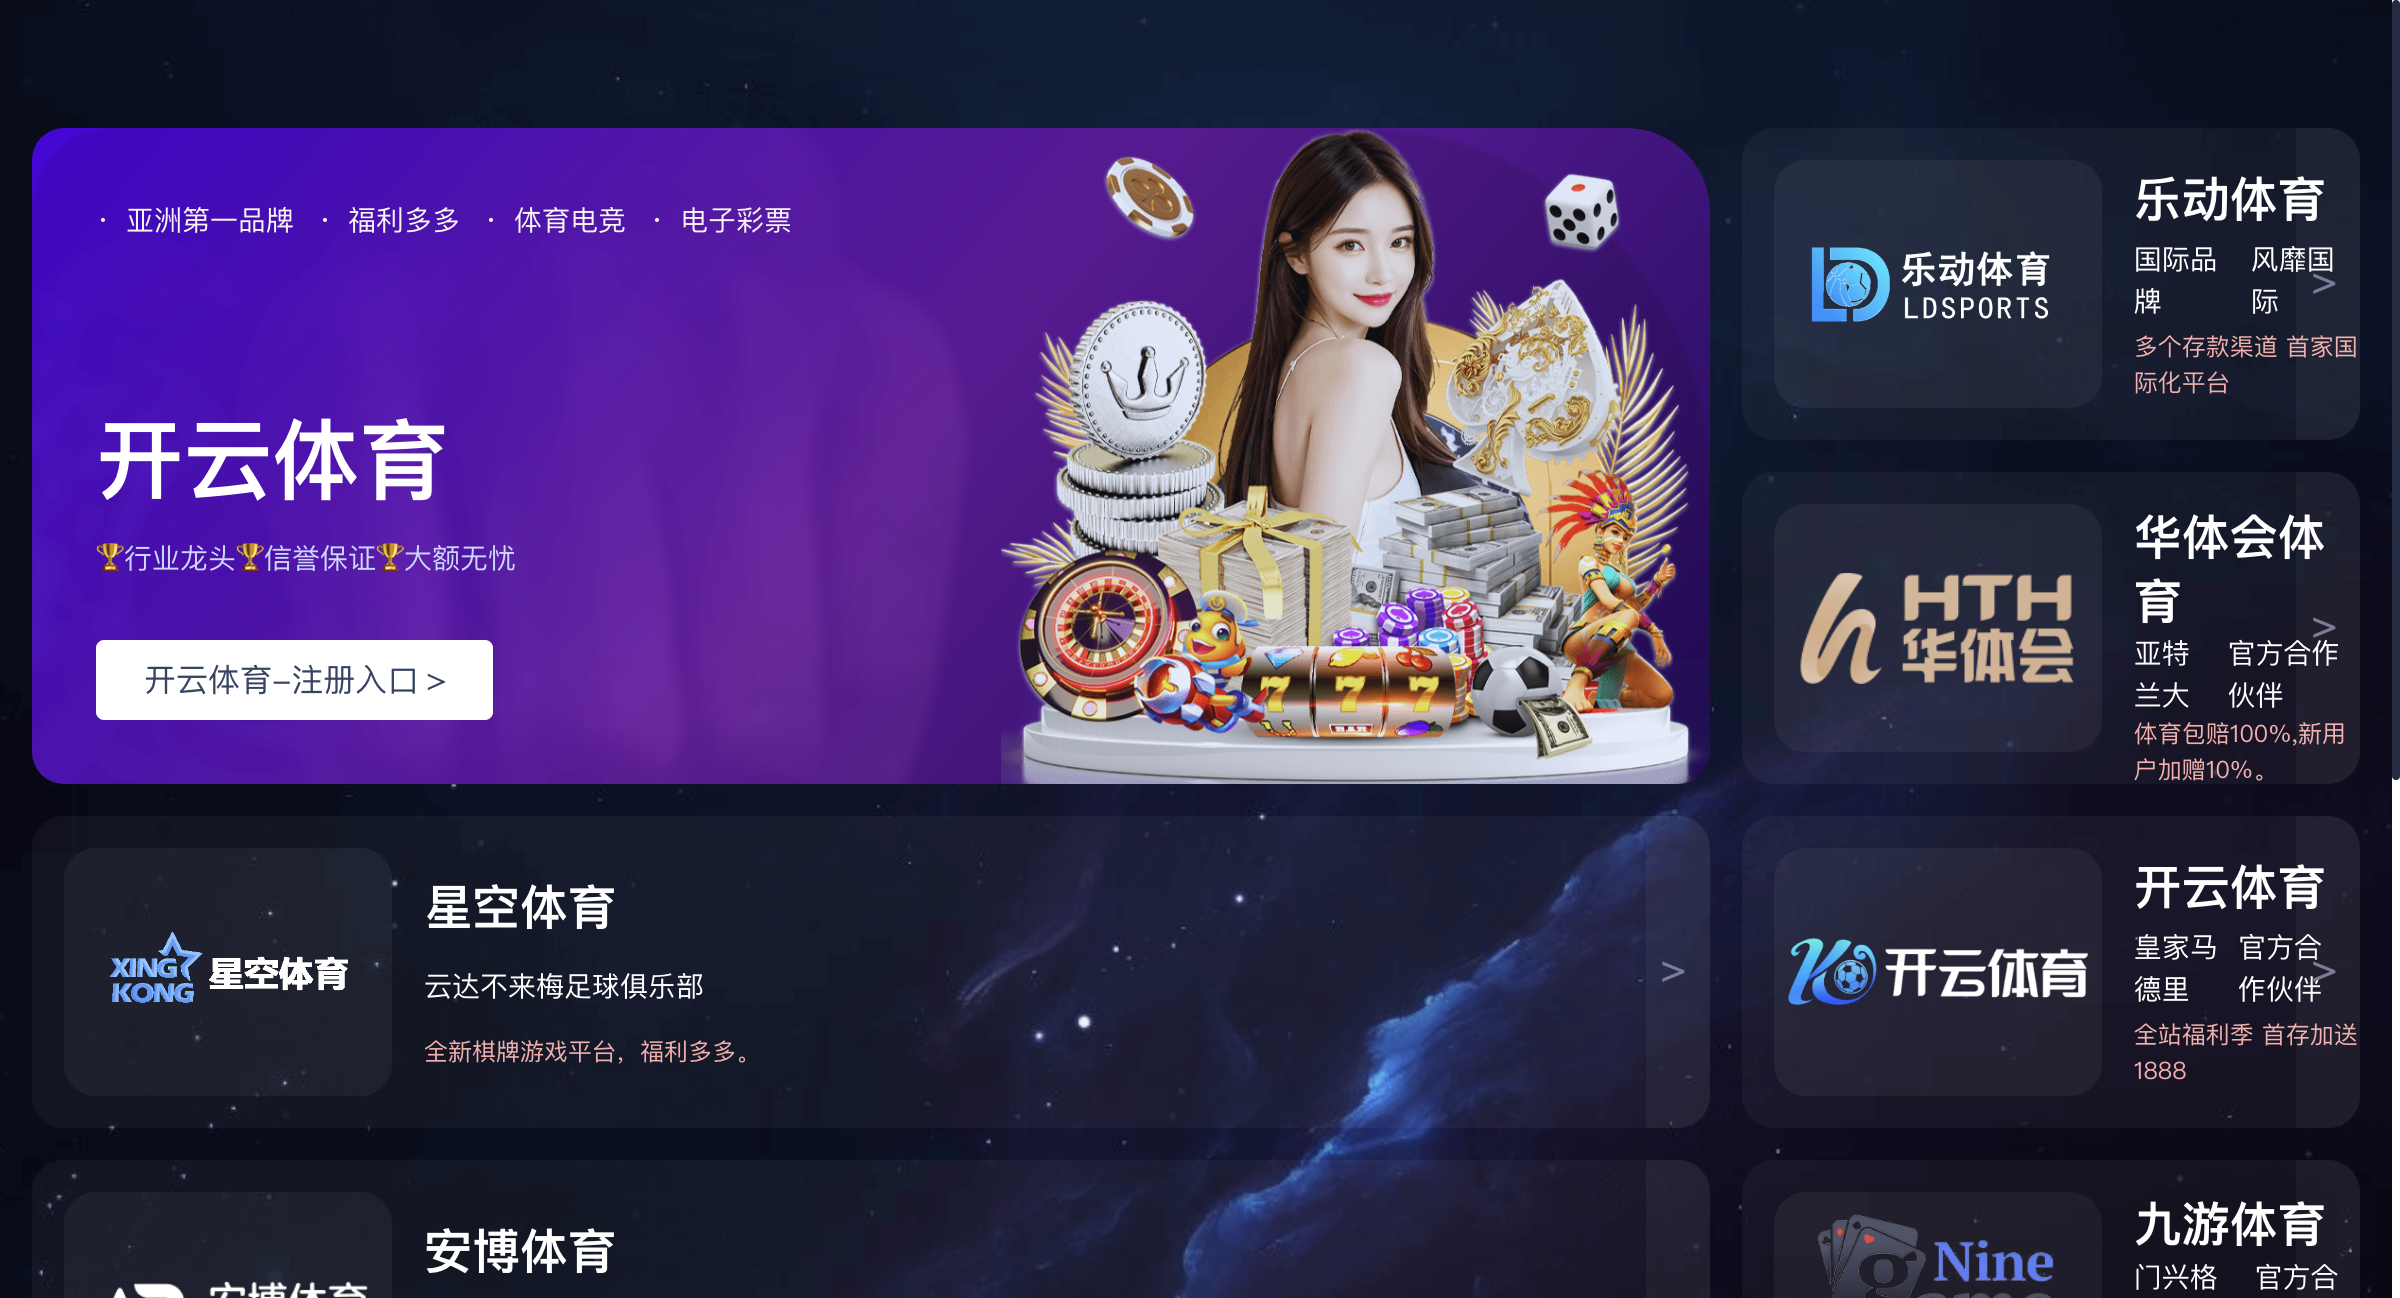 · 亚洲第一品牌 · 福利多多 · 体育电竞 · 电子彩票
开云体育
🏆行业龙头🏆信誉保证🏆大额无忧
开云体育–注册入口 >
7 7 7
BAR
乐动体育
LDSPORTS
乐动体育
国际品牌
风靡国际
>
多个存款渠道 首家国
际化平台
HTH
华体会
华体会体
育
亚特兰大
官方合作伙伴
>
体育包赔100%,新用
户加赠10%。
XING
KONG
星空体育
星空体育
云达不来梅足球俱乐部
全新棋牌游戏平台，福利多多。
>
开云体育
开云体育
皇家马德里
官方合作伙伴
>
全站福利季 首存加送
1888
安博体育
安博体育
Nine
九游体育
门兴格
官方合